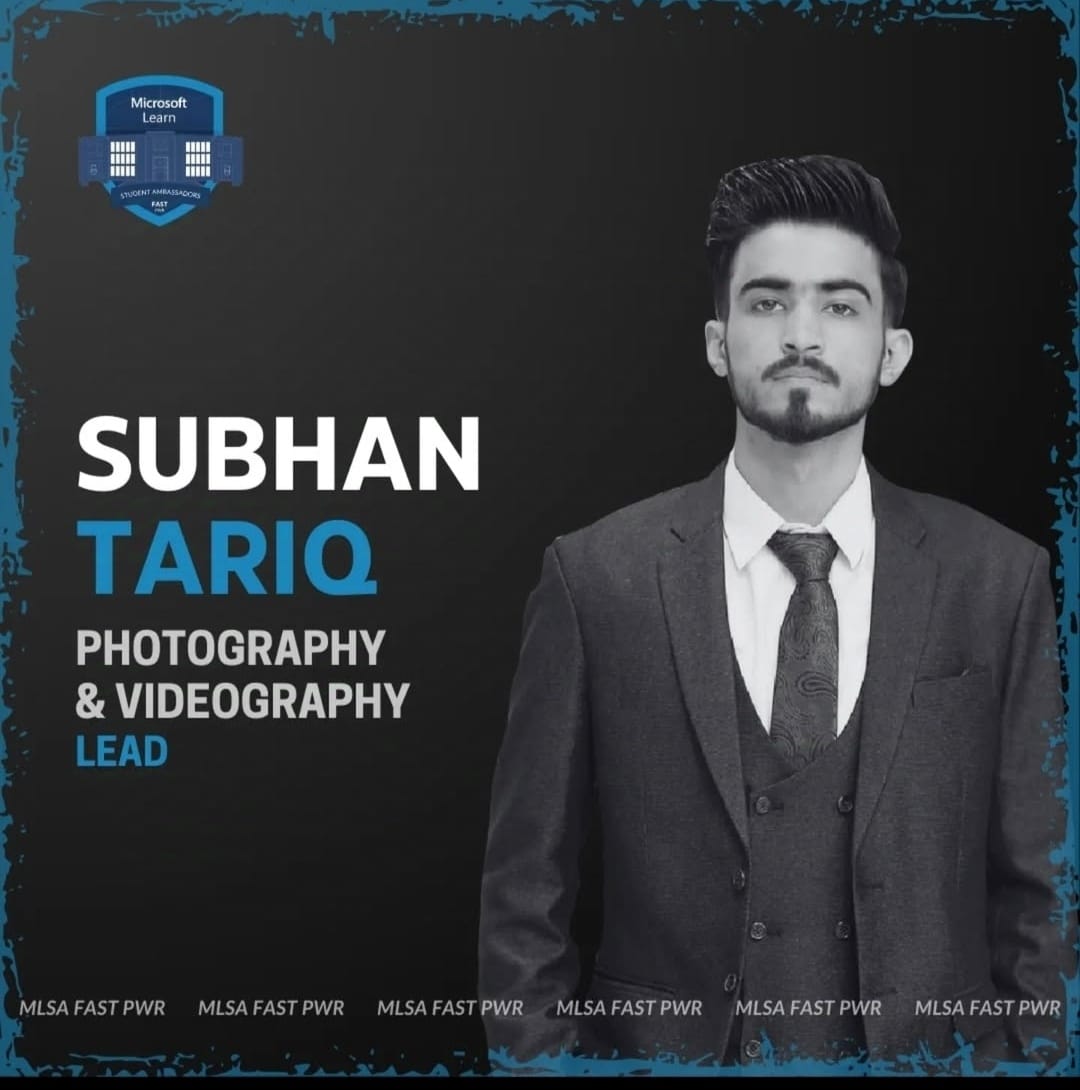 Microsoft
Learn
STUDENT AMBASSADORS
FAST
PWR
SUBHAN
TARIQ
PHOTOGRAPHY
& VIDEOGRAPHY
LEAD
MLSA FAST PWR MLSA FAST PWR MLSA FAST PWR MLSA FAST PWR MLSA FAST PWR MLSA FAST PWR